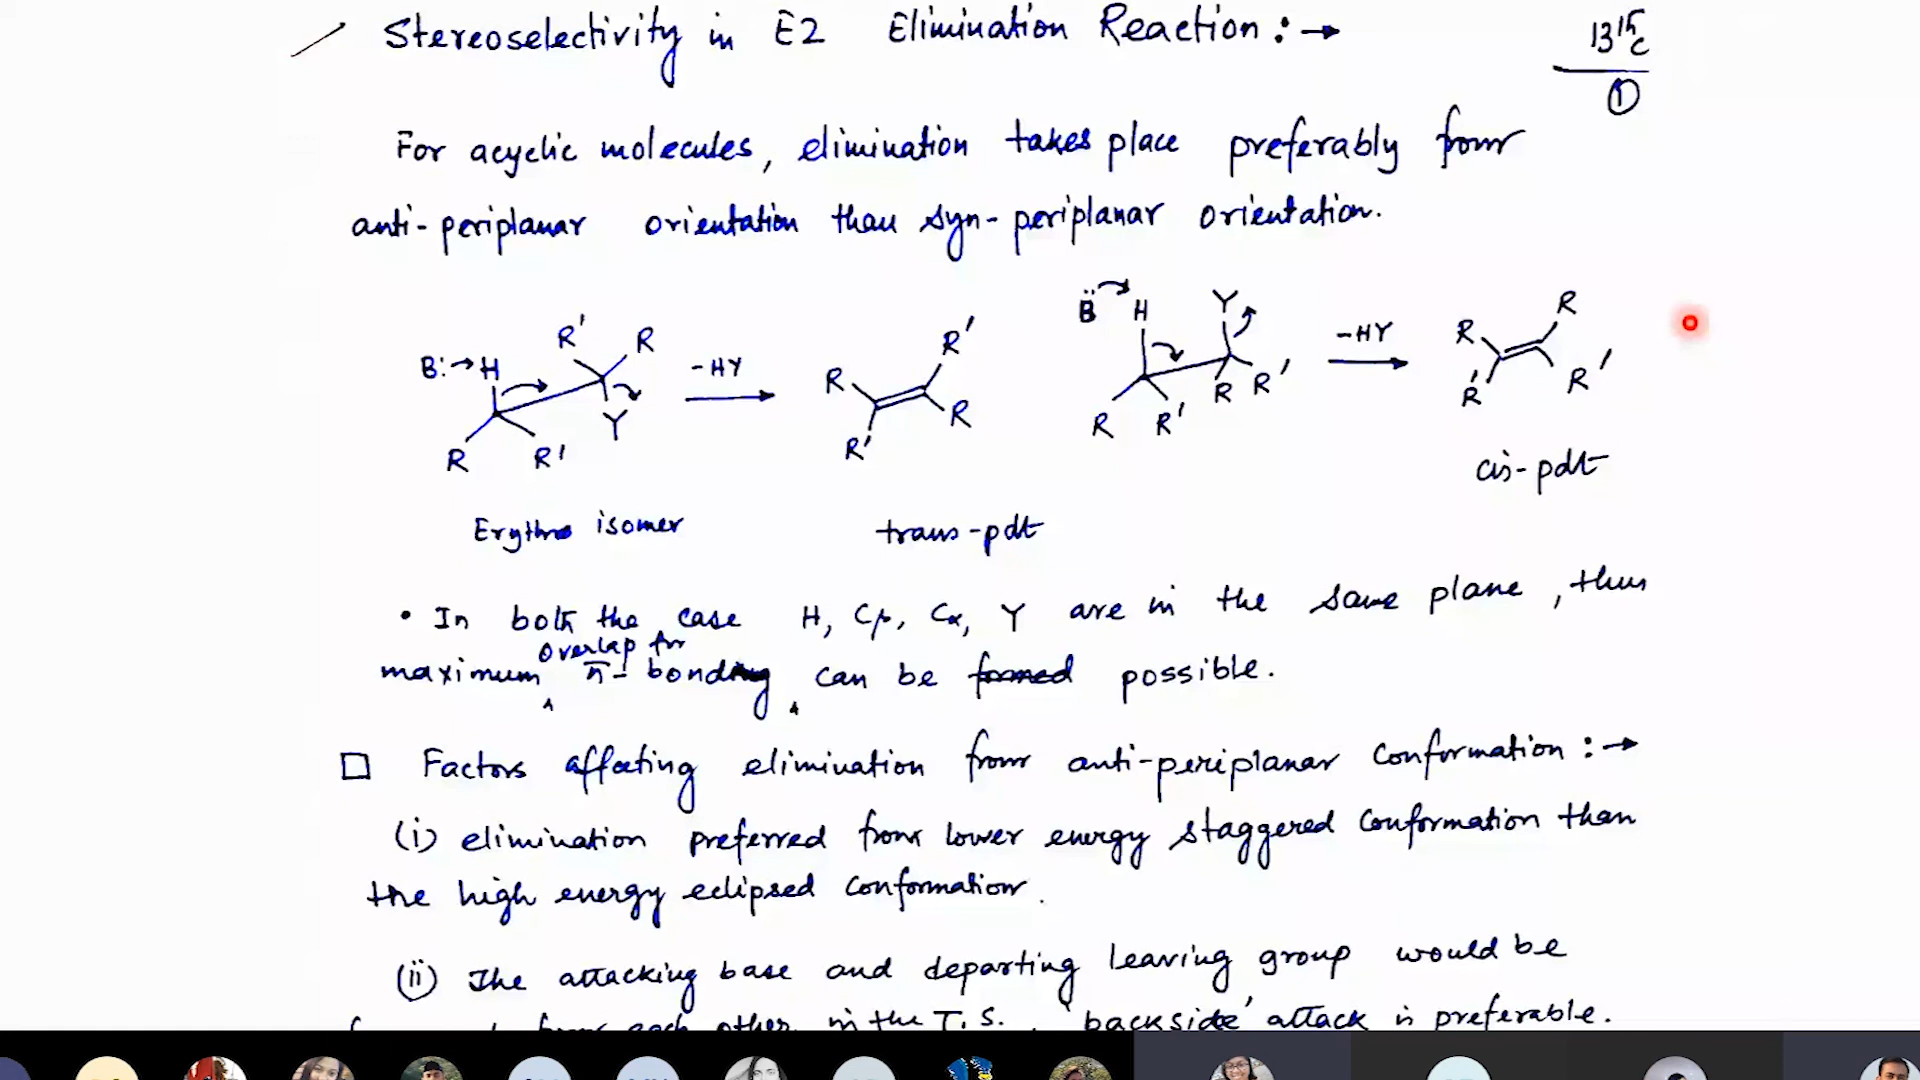 Stereoselectivity in E2 Elimination Reaction :→
13th C
①
For acyclic molecules, elimination takes place preferably from
anti-periplanar orientation than syn-periplanar orientation.
B: → H R' R Y R R'
-HY
R R' R' R
B̈ H Y R R' R R'
-HY
R R R' R'
Erythro isomer
trans-pdt
cis-pdt
• In both the case H, Cβ, Cα, Y are in the same plane, thus
overlap for
maximum π-bonding can be formed possible.
□ Factors affecting elimination from anti-periplanar Conformation :→
(i) elimination preferred from lower energy staggered Conformation than
the high energy eclipsed Conformation.
(ii) The attacking base and departing leaving group would be
from each other in the T.S. 'backside' attack is preferable.